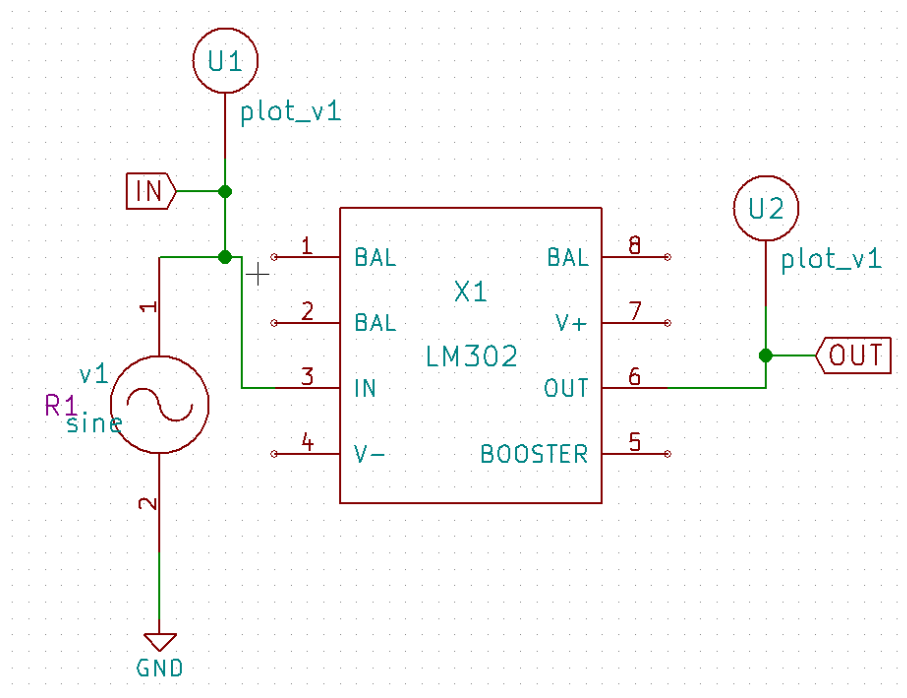 U1
plot_v1
IN
U2
plot_v1
1 BAL
BAL 8
X1
2 BAL
V+ 7
LM302
OUT
3 IN
OUT 6
4 V-
BOOSTER 5
1
v1
R1
sine
2
GND